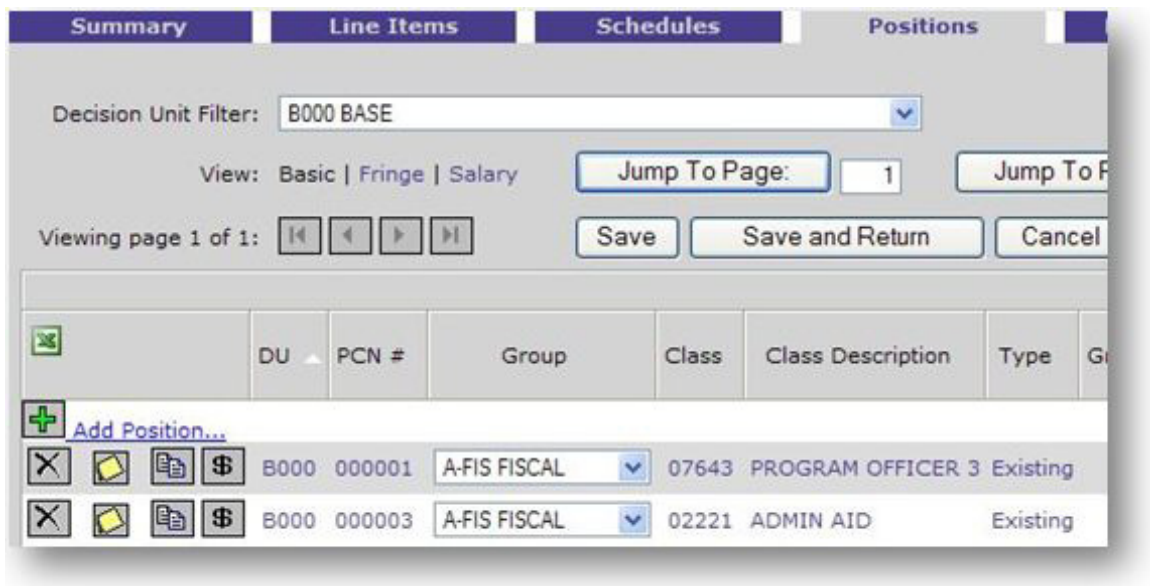 Summary Line Items Schedules Positions
Decision Unit Filter: B000 BASE
View: Basic | Fringe | Salary Jump To Page: 1 Jump To
Viewing page 1 of 1: Save Save and Return Cancel
DU PCN # Group Class Class Description Type
Add Position...
$ B000 000001 A-FIS FISCAL 07643 PROGRAM OFFICER 3 Existing
$ B000 000003 A-FIS FISCAL 02221 ADMIN AID Existing